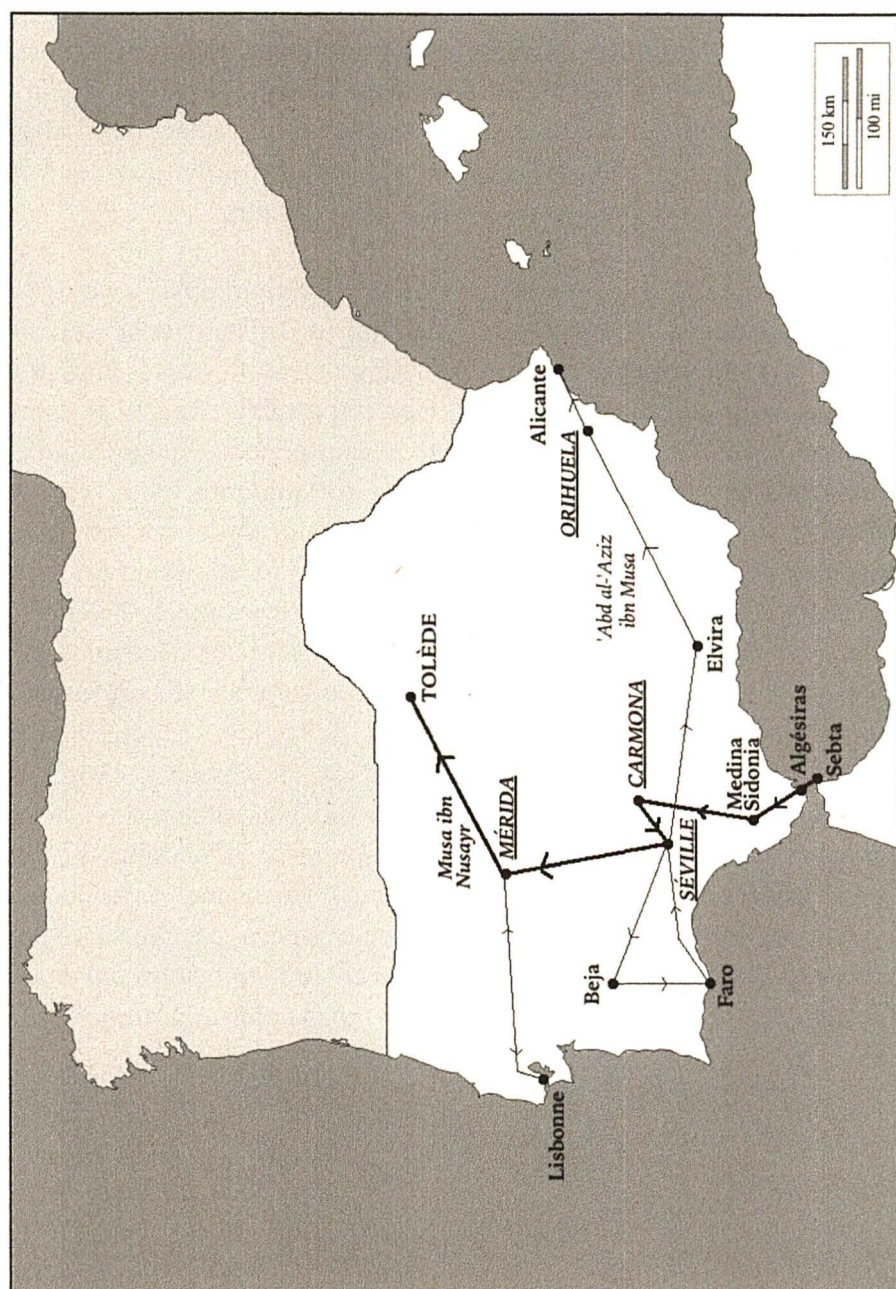 TOLÈDE
Musa ibn
Nusayr
MÉRIDA
Lisbonne
Alicante
ORIHUELA
'Abd al-'Aziz
ibn Musa
Elvira
CARMONA
SÉVILLE
Beja
Faro
Medina
Sidonia
Algésiras
Sebta
150 km
100 mi